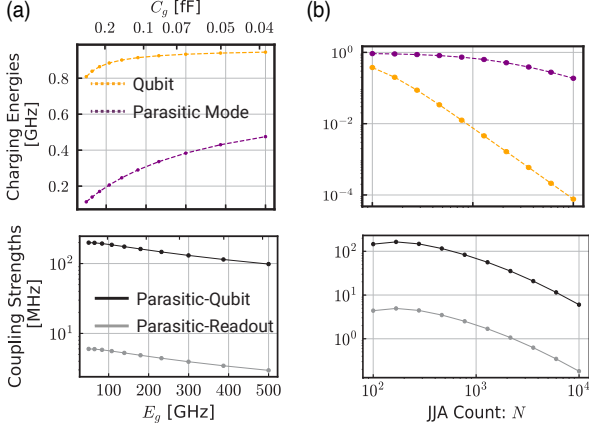 (a)
C_g [fF]
0.2 0.1 0.07 0.05 0.04
(b)
Charging Energies
[GHz]
0.8
0.6
0.4
0.2
Qubit
Parasitic Mode
10^0
10^−2
10^−4
Coupling Strengths
[MHz]
10^2
10^1
Parasitic-Qubit
Parasitic-Readout
100 200 300 400 500
E_g [GHz]
10^2
10^1
10^0
10^2 10^3 10^4
JJA Count: N